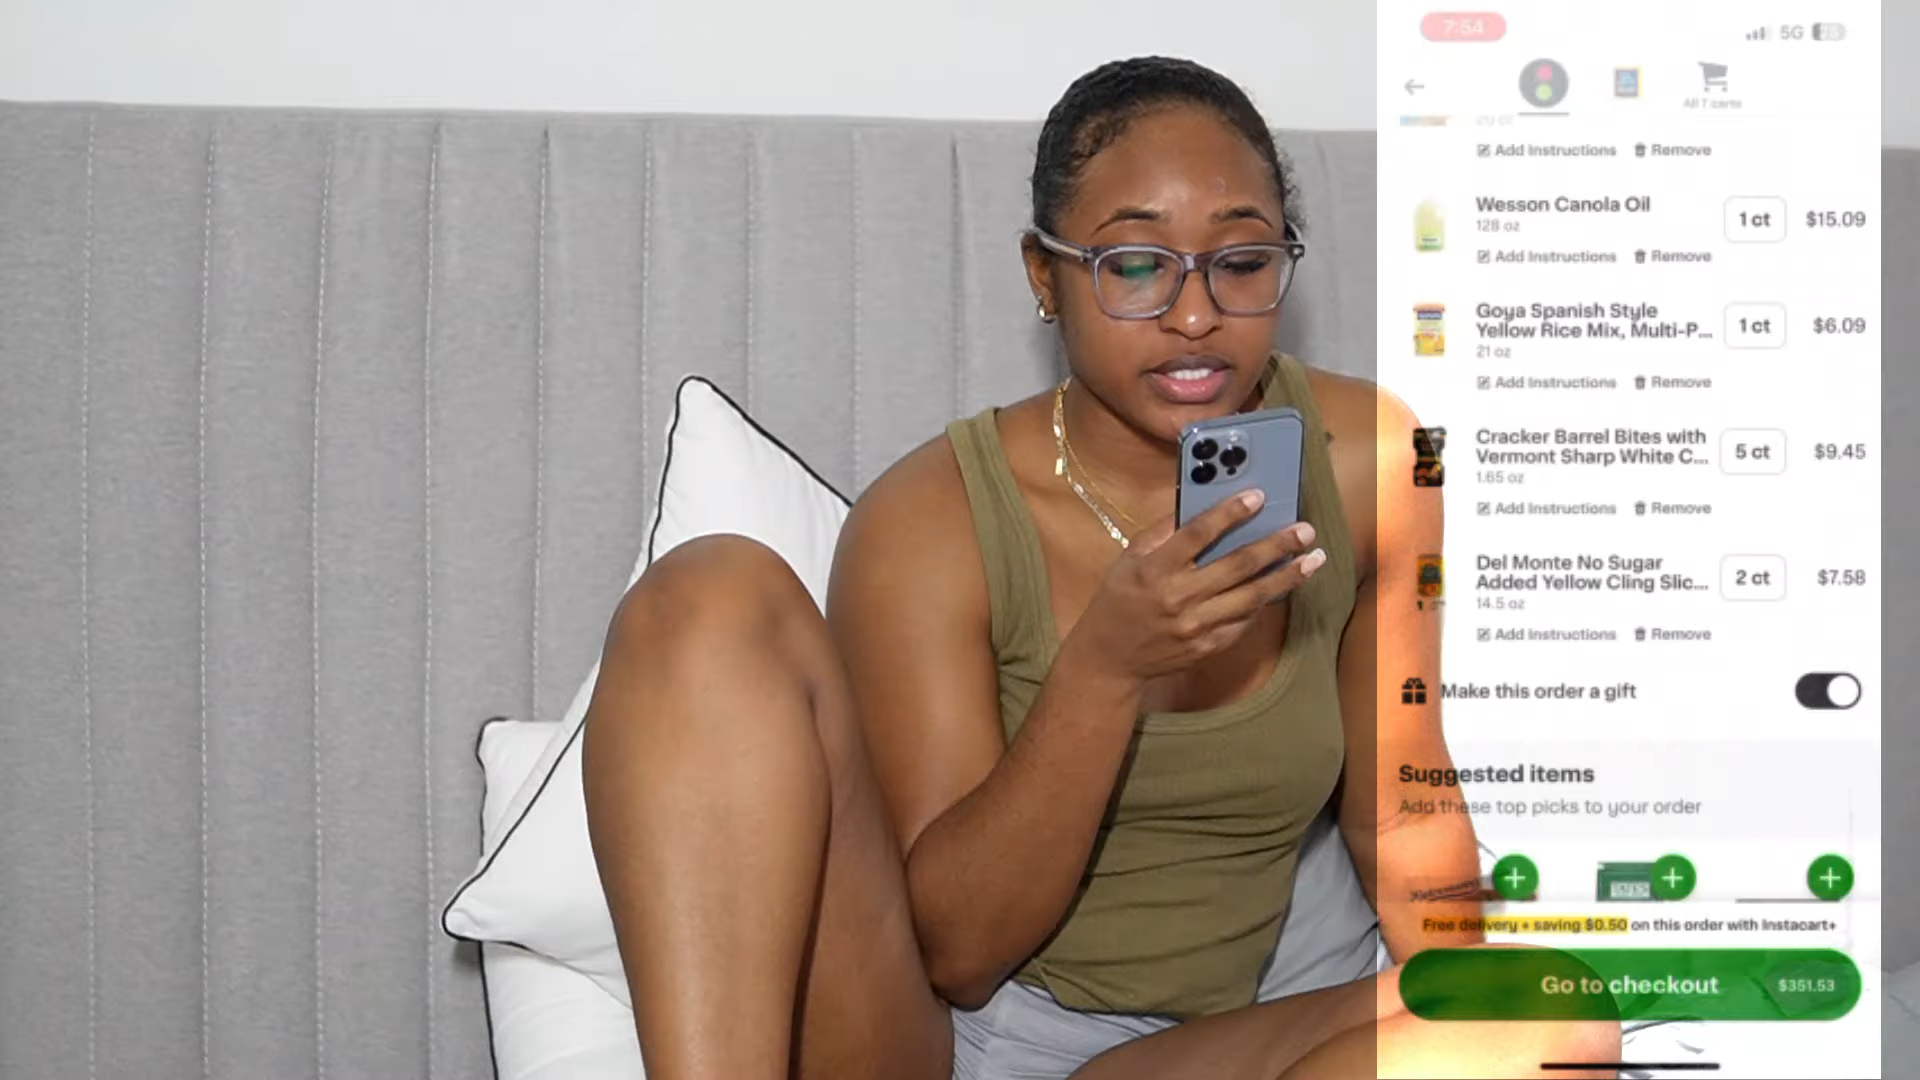 7:54
5G
All 7 carts
20 ct
Add Instructions Remove
Wesson Canola Oil
128 oz
1 ct
$15.09
Add Instructions Remove
Goya Spanish Style
Yellow Rice Mix, Multi-P...
21 oz
1 ct
$6.09
Add Instructions Remove
Cracker Barrel Bites with
Vermont Sharp White C...
1.65 oz
5 ct
$9.45
Add Instructions Remove
Del Monte No Sugar
Added Yellow Cling Slic...
14.5 oz
2 ct
$7.58
Add Instructions Remove
Make this order a gift
Suggested items
Add these top picks to your order
Free delivery + saving $0.50 on this order with Instacart+
Go to checkout
$351.53